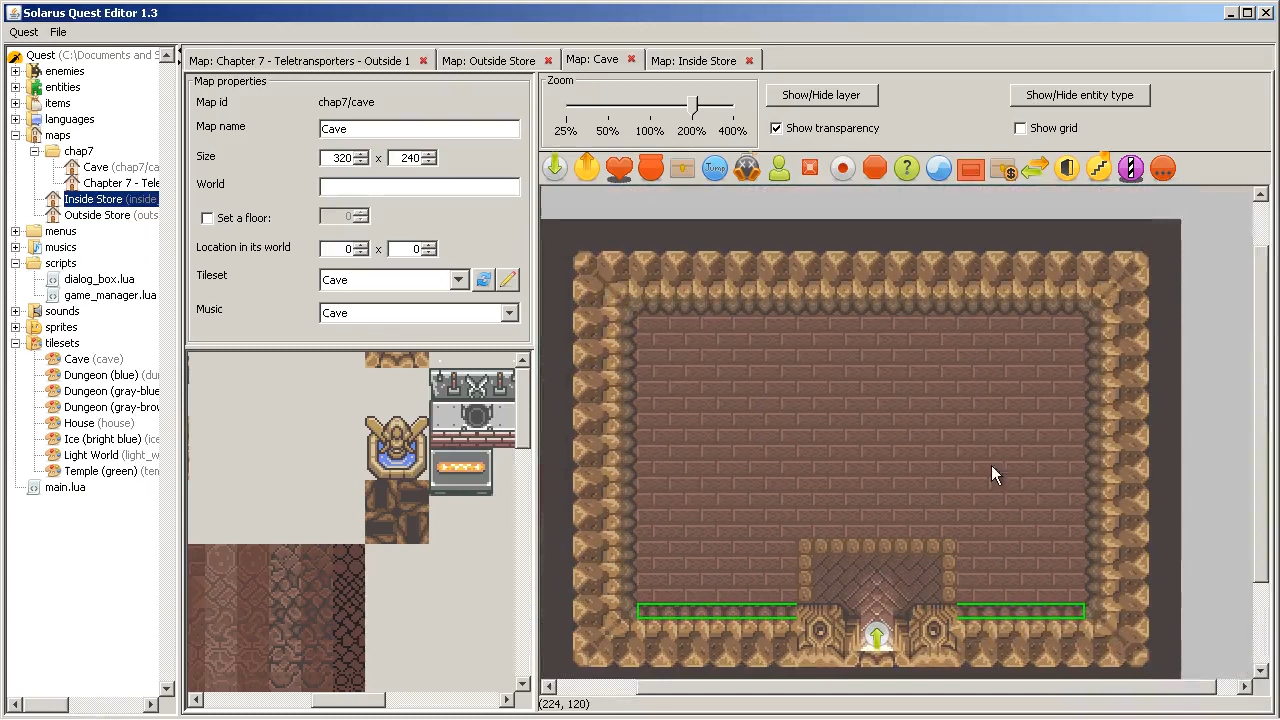 Solarus Quest Editor 1.3
Quest File
Quest (C:\Documents and S
enemies
entities
items
languages
maps
chap7
Cave (chap7/ca
Chapter 7 - Tele
Inside Store (inside
Outside Store (outs
menus
musics
scripts
dialog_box.lua
game_manager.lua
sounds
sprites
tilesets
Cave (cave)
Dungeon (blue) (du
Dungeon (gray-blue
Dungeon (gray-brow
House (house)
Ice (bright blue) (ice
Light World (light_w
Temple (green) (tem
main.lua
Map: Chapter 7 - Teletransporters - Outside 1
Map: Outside Store
Map: Cave
Map: Inside Store
Map properties
Map id chap7/cave
Map name Cave
Size 320 x 240
World
Set a floor: 0
Location in its world 0 x 0
Tileset Cave
Music Cave
Zoom
25% 50% 100% 200% 400%
Show/Hide layer
Show transparency
Show/Hide entity type
Show grid
Jump
?
$
(224, 120)